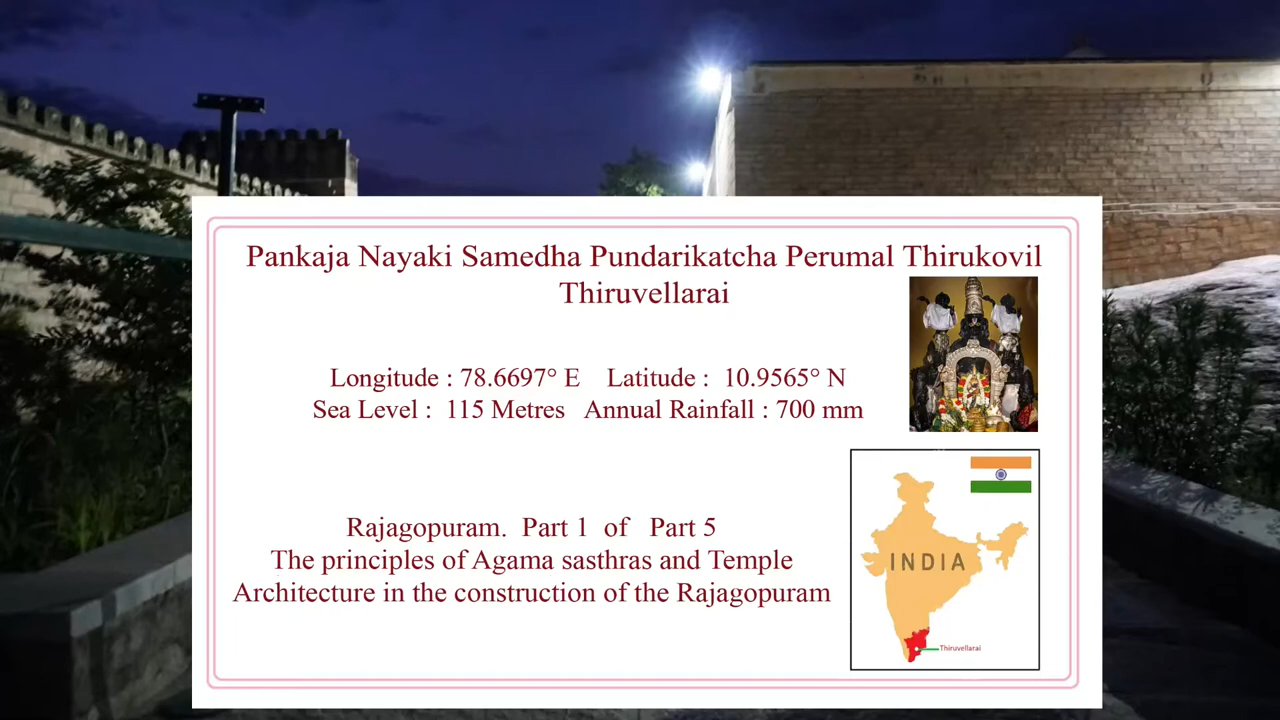 Pankaja Nayaki Samedha Pundarikatcha Perumal Thirukovil
Thiruvellarai
Longitude : 78.6697° E Latitude : 10.9565° N
Sea Level : 115 Metres Annual Rainfall : 700 mm
Rajagopuram. Part 1 of Part 5
The principles of Agama sasthras and Temple
Architecture in the construction of the Rajagopuram
INDIA
Thiruvellarai